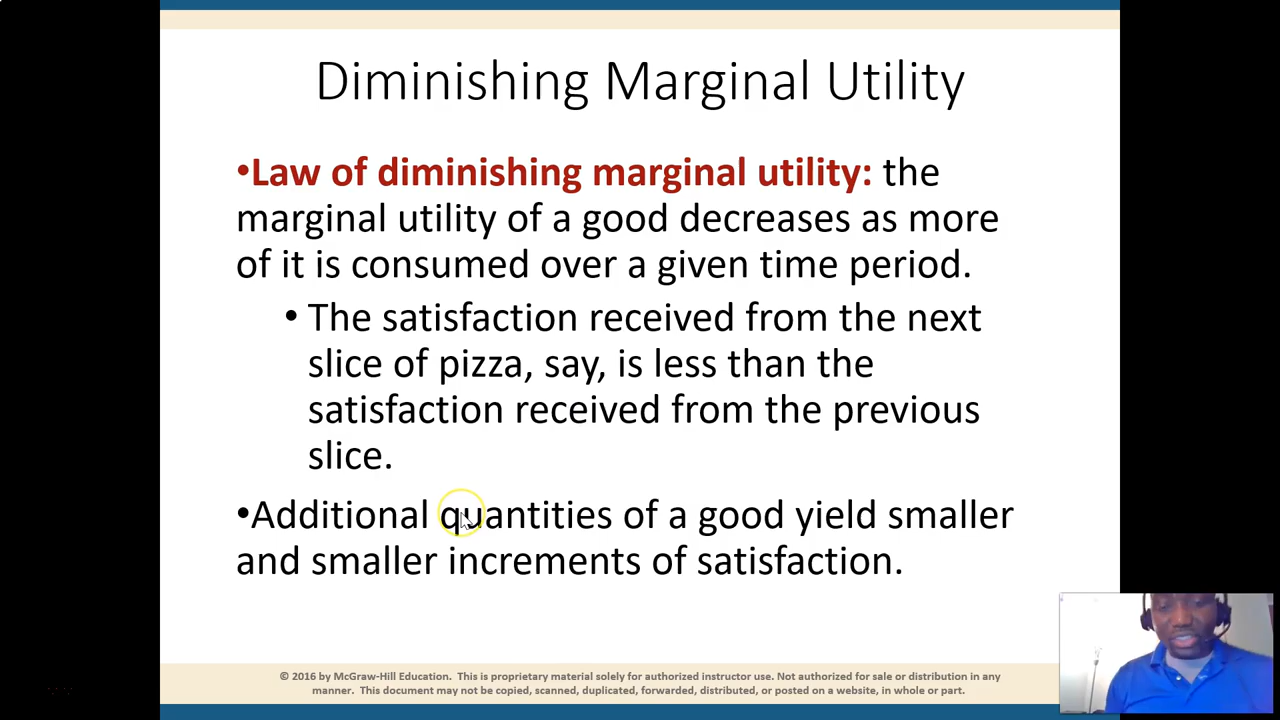 Diminishing Marginal Utility
•Law of diminishing marginal utility: the
marginal utility of a good decreases as more
of it is consumed over a given time period.
• The satisfaction received from the next
slice of pizza, say, is less than the
satisfaction received from the previous
slice.
•Additional quantities of a good yield smaller
and smaller increments of satisfaction.
© 2016 by McGraw-Hill Education. This is proprietary material solely for authorized instructor use. Not authorized for sale or distribution in any
manner. This document may not be copied, scanned, duplicated, forwarded, distributed, or posted on a website, in whole or part.